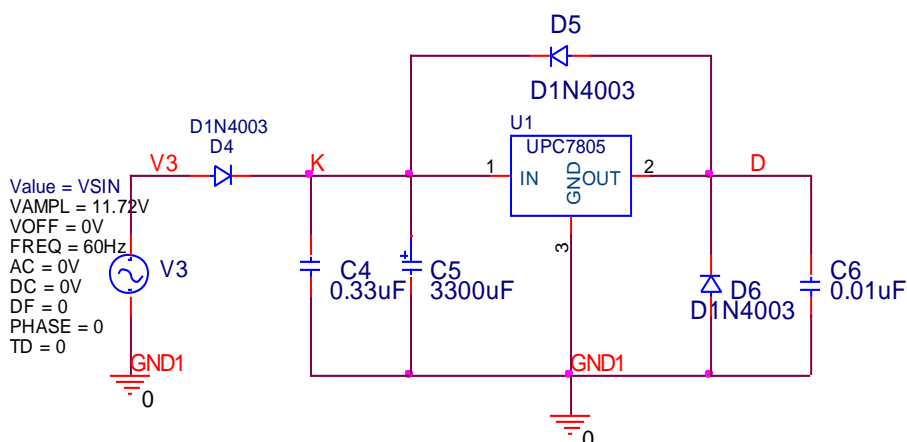 D5
D1N4003
U1
UPC7805
D1N4003
D4
V3
K
1
IN
GND
OUT
2
D
3
Value = VSIN
VAMPL = 11.72V
VOFF = 0V
FREQ = 60Hz
AC = 0V
DC = 0V
DF = 0
PHASE = 0
TD = 0
V3
C4
0.33uF
C5
3300uF
D6
D1N4003
C6
0.01uF
GND1
0
GND1
0